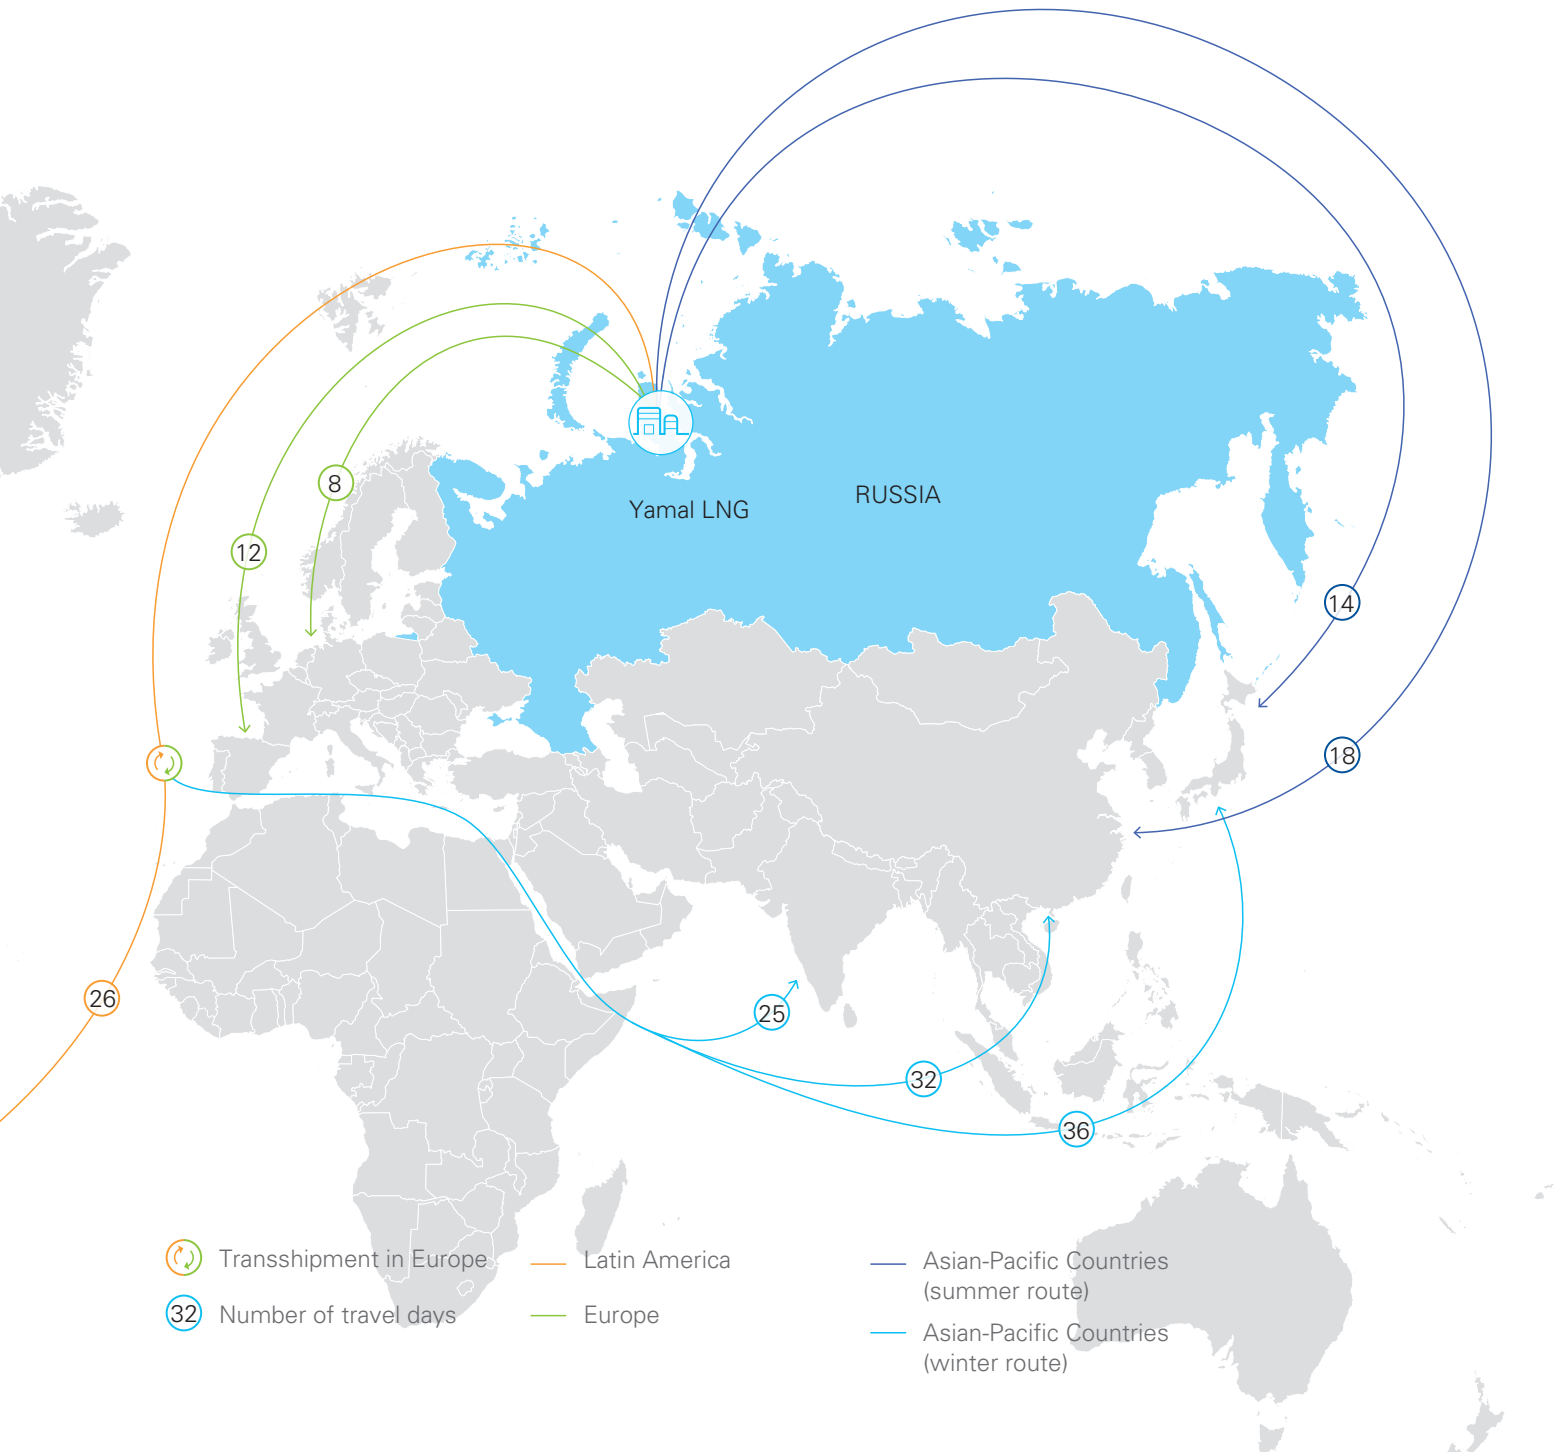 8
Yamal LNG
RUSSIA
12
14
18
26
25
32
36
Transshipment in Europe
32 Number of travel days
Latin America
Europe
Asian-Pacific Countries
(summer route)
Asian-Pacific Countries
(winter route)